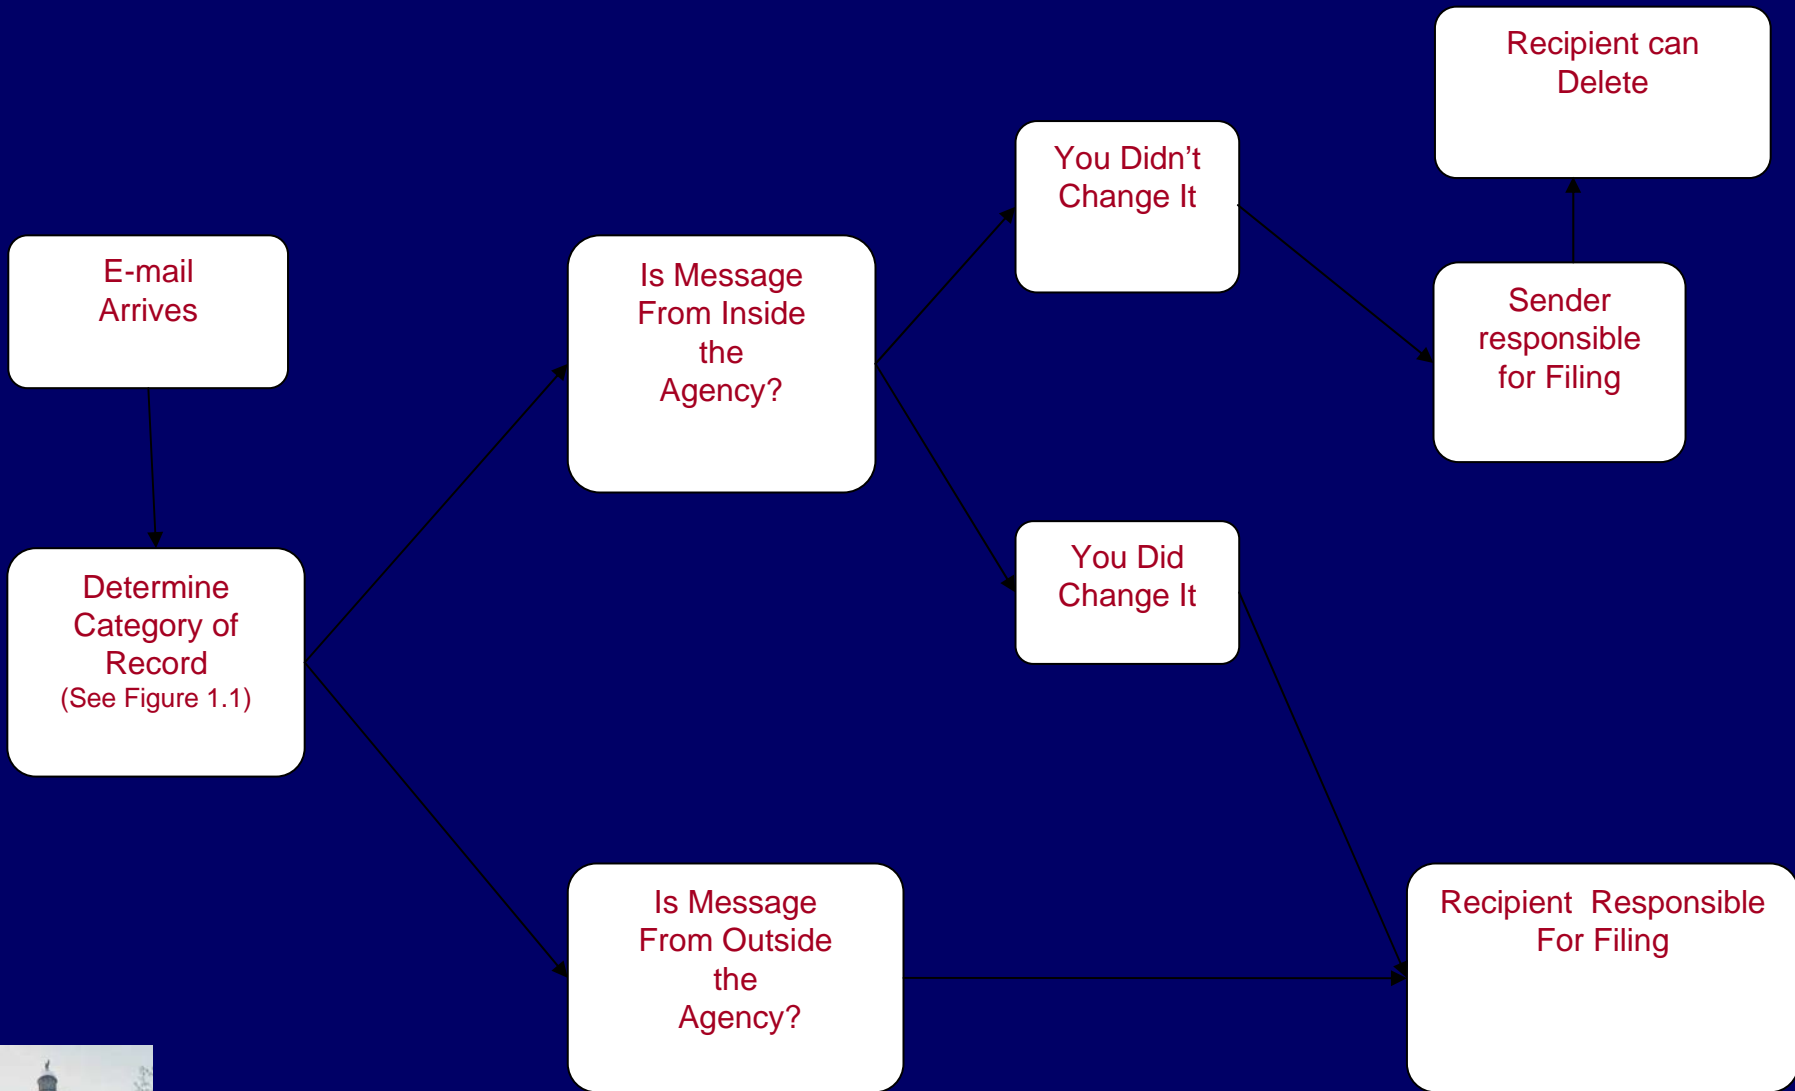 E-mail
Arrives
Determine
Category of
Record
(See Figure 1.1)
Is Message
From Inside
the
Agency?
Is Message
From Outside
the
Agency?
You Didn’t
Change It
You Did
Change It
Recipient can
Delete
Sender
responsible
for Filing
Recipient  Responsible
For Filing